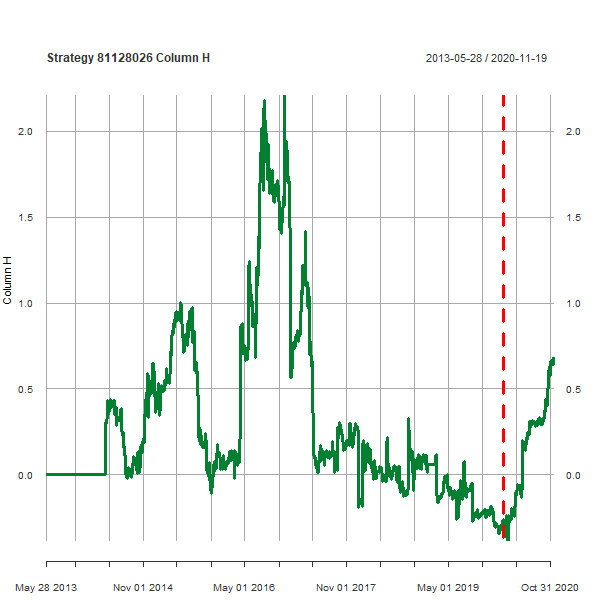 Strategy 81128026 Column H
2013-05-28 / 2020-11-19
2.0
2.0
1.5
1.5
Column H
1.0
1.0
0.5
0.5
0.0
0.0
May 28 2013
Nov 01 2014
May 01 2016
Nov 01 2017
May 01 2019
Oct 31 2020